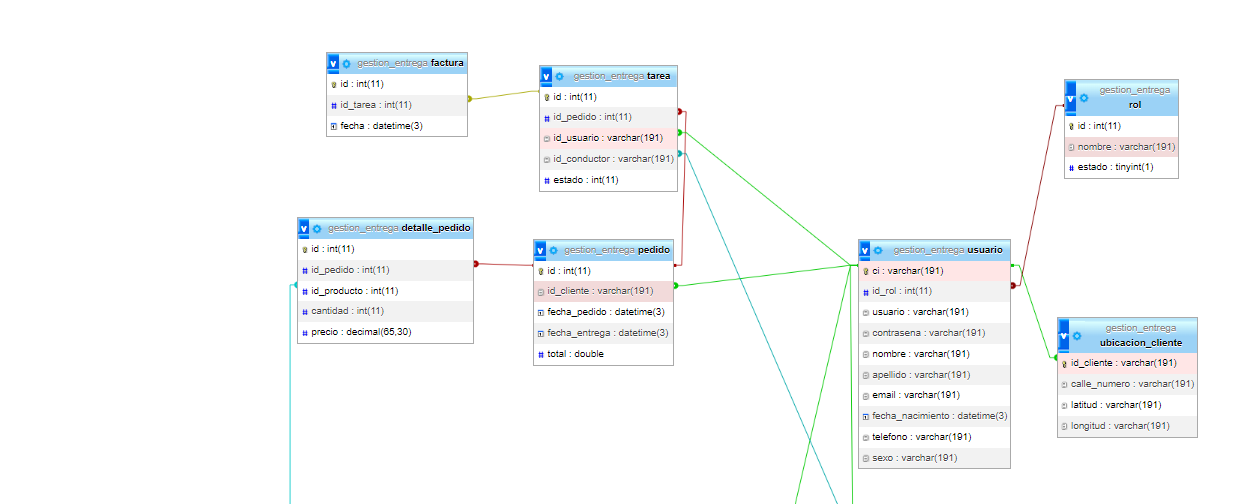 gestion_entrega factura
id : int(11)
id_tarea : int(11)
fecha : datetime(3)
gestion_entrega tarea
id : int(11)
id_pedido : int(11)
id_usuario : varchar(191)
id_conductor : varchar(191)
estado : int(11)
gestion_entrega
rol
id : int(11)
nombre : varchar(191)
estado : tinyint(1)
gestion_entrega detalle_pedido
id : int(11)
id_pedido : int(11)
id_producto : int(11)
cantidad : int(11)
precio : decimal(65,30)
gestion_entrega pedido
id : int(11)
id_cliente : varchar(191)
fecha_pedido : datetime(3)
fecha_entrega : datetime(3)
total : double
gestion_entrega usuario
ci : varchar(191)
id_rol : int(11)
usuario : varchar(191)
contrasena : varchar(191)
nombre : varchar(191)
apellido : varchar(191)
email : varchar(191)
fecha_nacimiento : datetime(3)
telefono : varchar(191)
sexo : varchar(191)
gestion_entrega
ubicacion_cliente
id_cliente : varchar(191)
calle_numero : varchar(191)
latitud : varchar(191)
longitud : varchar(191)